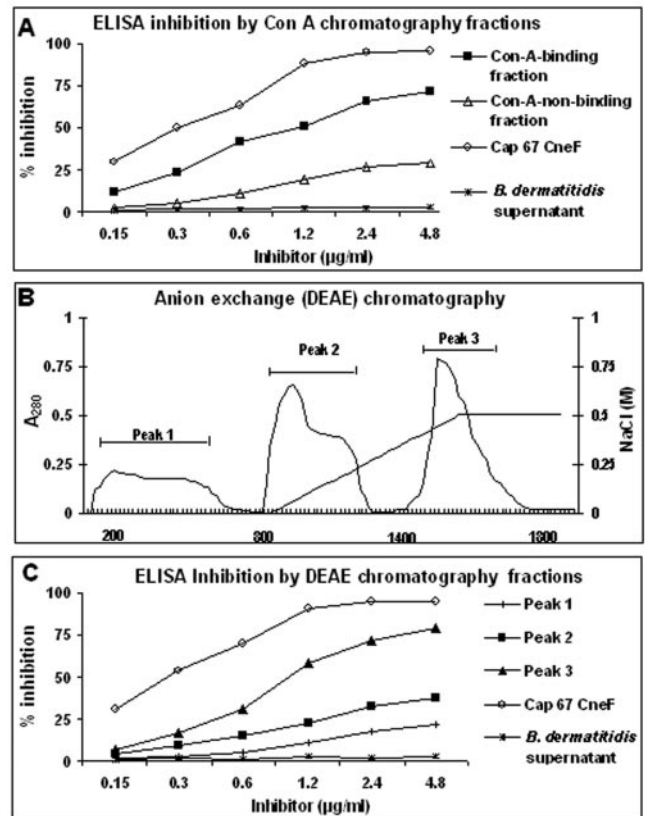 A
ELISA inhibition by Con A chromatography fractions
% inhibition
100
75
50
25
0
0.15 0.3 0.6 1.2 2.4 4.8
Inhibitor (µg/ml)
Con-A-binding
fraction
Con-A-non-binding
fraction
Cap 67 CneF
B. dermatitidis
supernatant
B
Anion exchange (DEAE) chromatography
A280
1
0.75
0.5
0.25
0
Peak 1
Peak 2
Peak 3
1
0.75
0.5
0.25
0
NaCl (M)
200 800 1400 1800
C
ELISA Inhibition by DEAE chromatography fractions
% inhibition
100
75
50
25
0
0.15 0.3 0.6 1.2 2.4 4.8
Inhibitor (µg/ml)
Peak 1
Peak 2
Peak 3
Cap 67 CneF
B. dermatitidis
supernatant